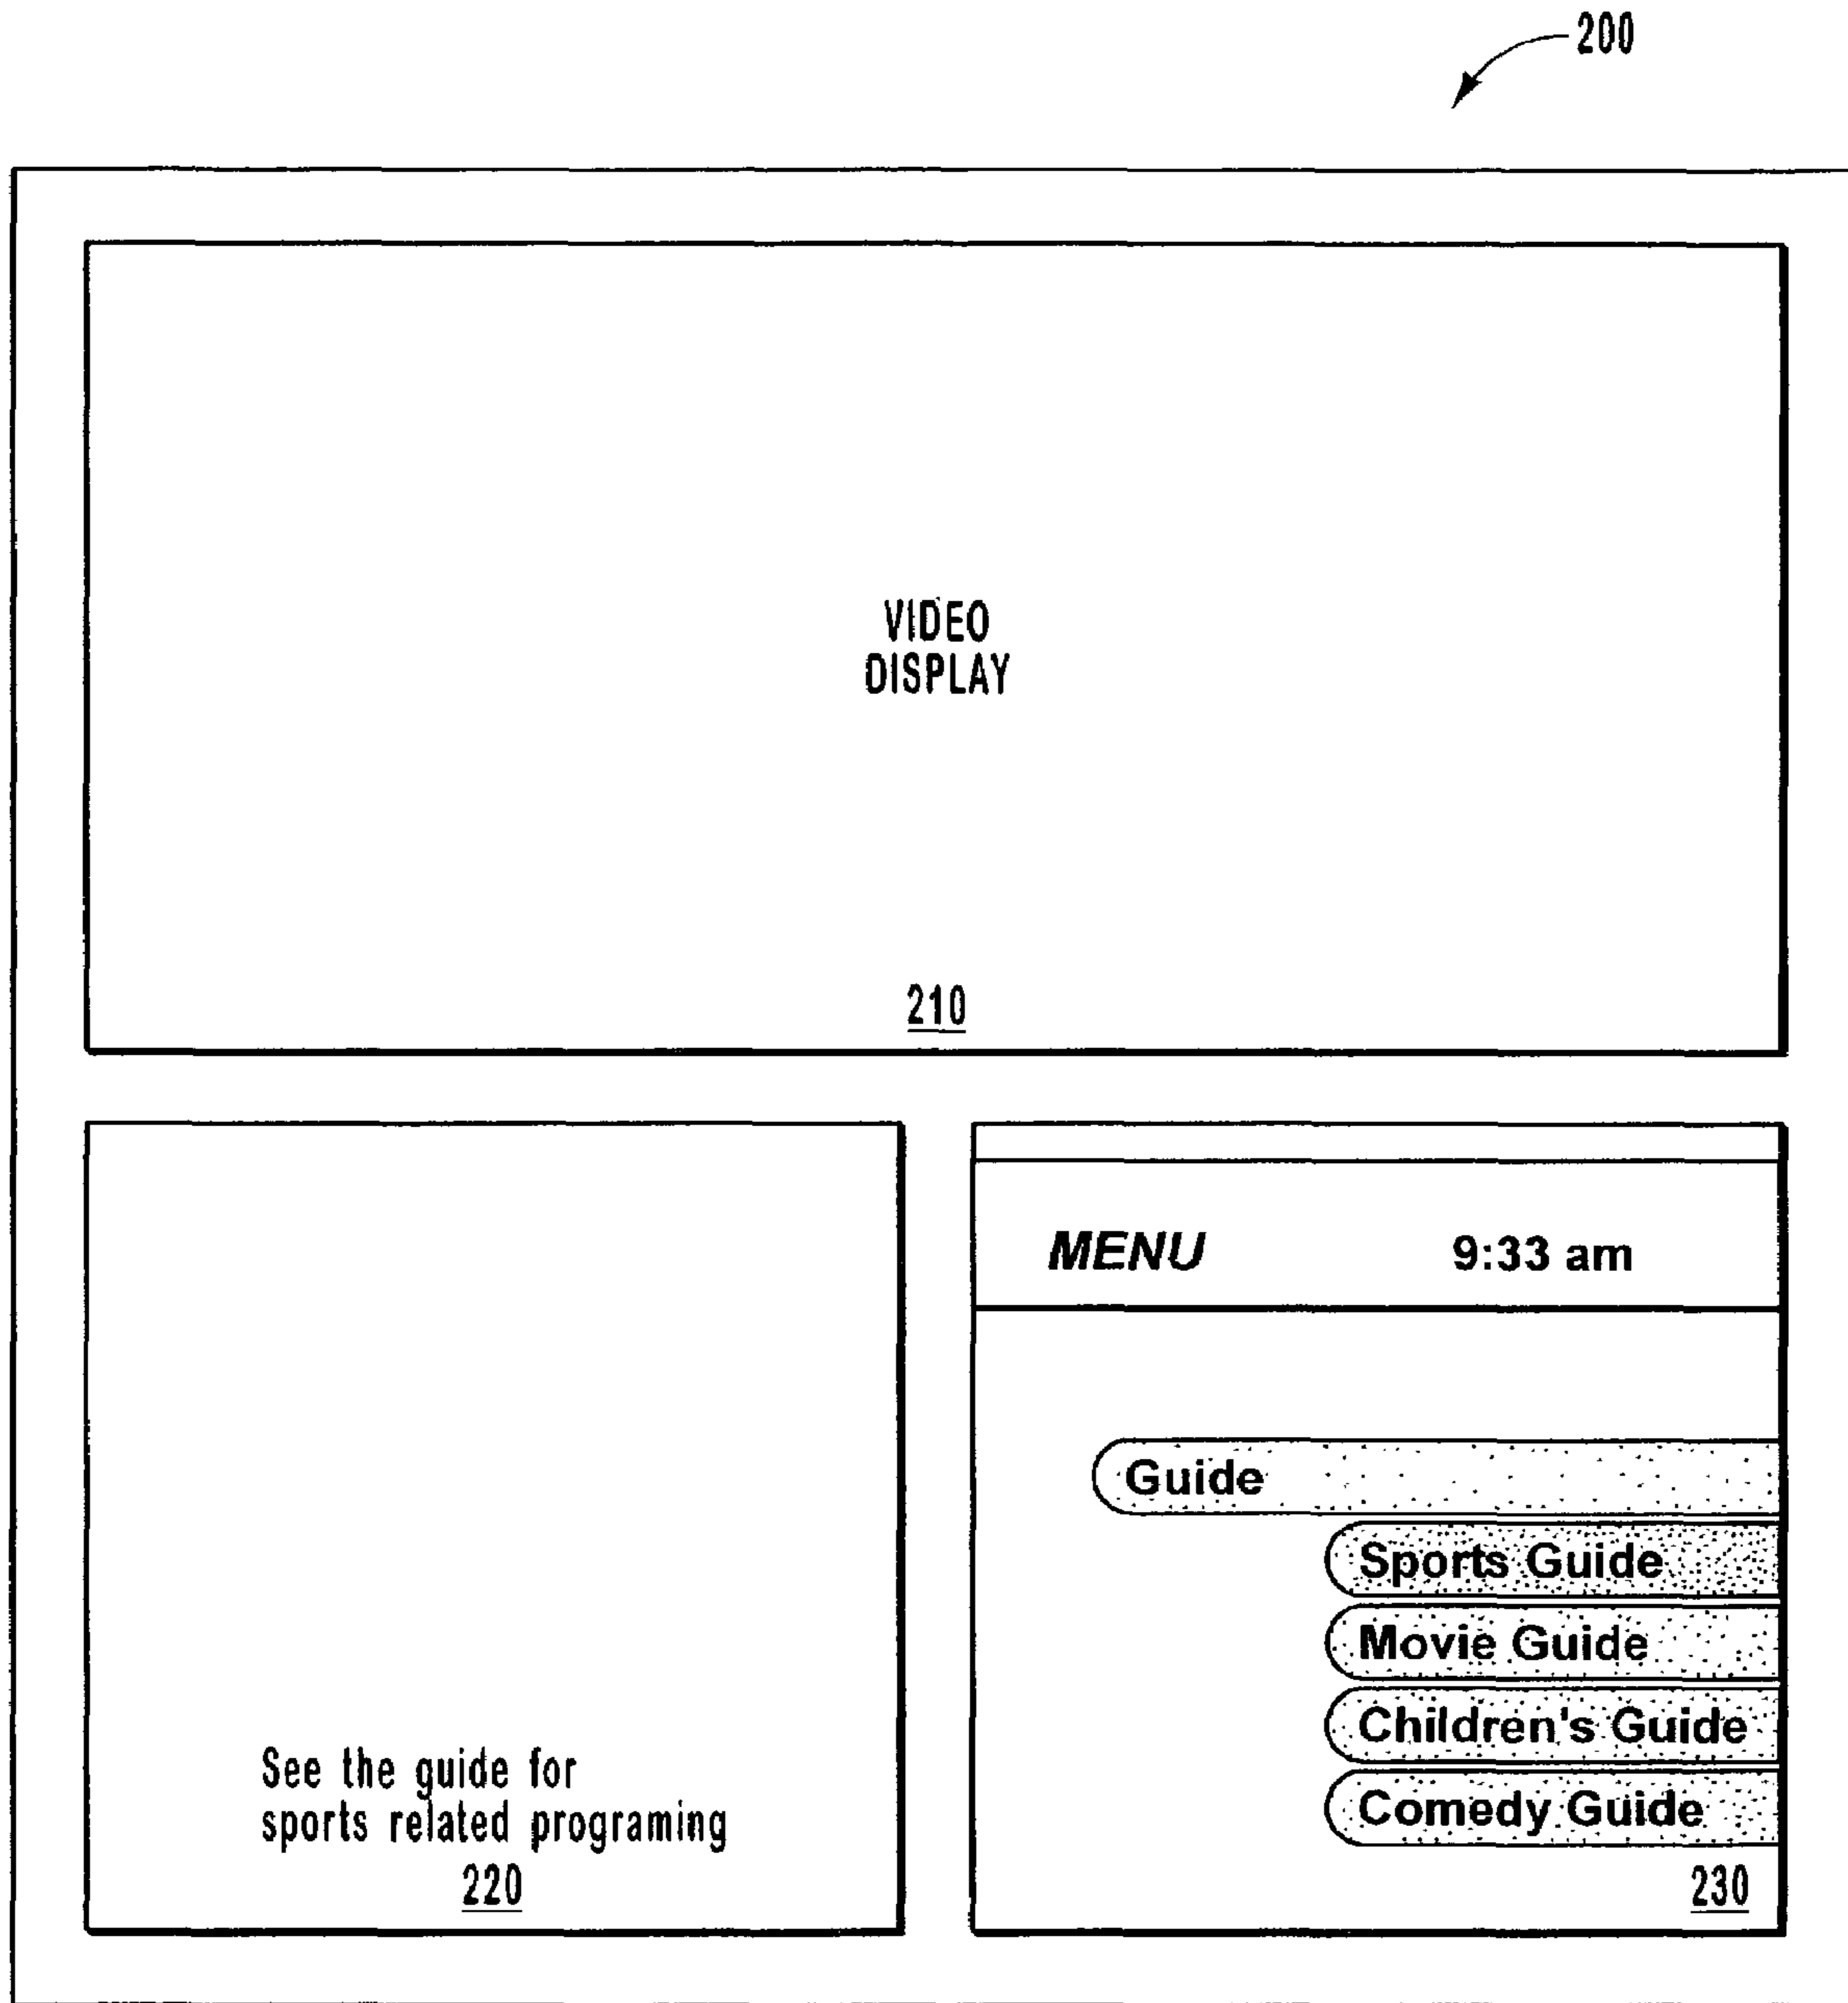 200
VIDEO
DISPLAY
210
See the guide for
sports related programing
220
MENU 9:33 am
Guide
Sports Guide
Movie Guide
Children's Guide
Comedy Guide
230